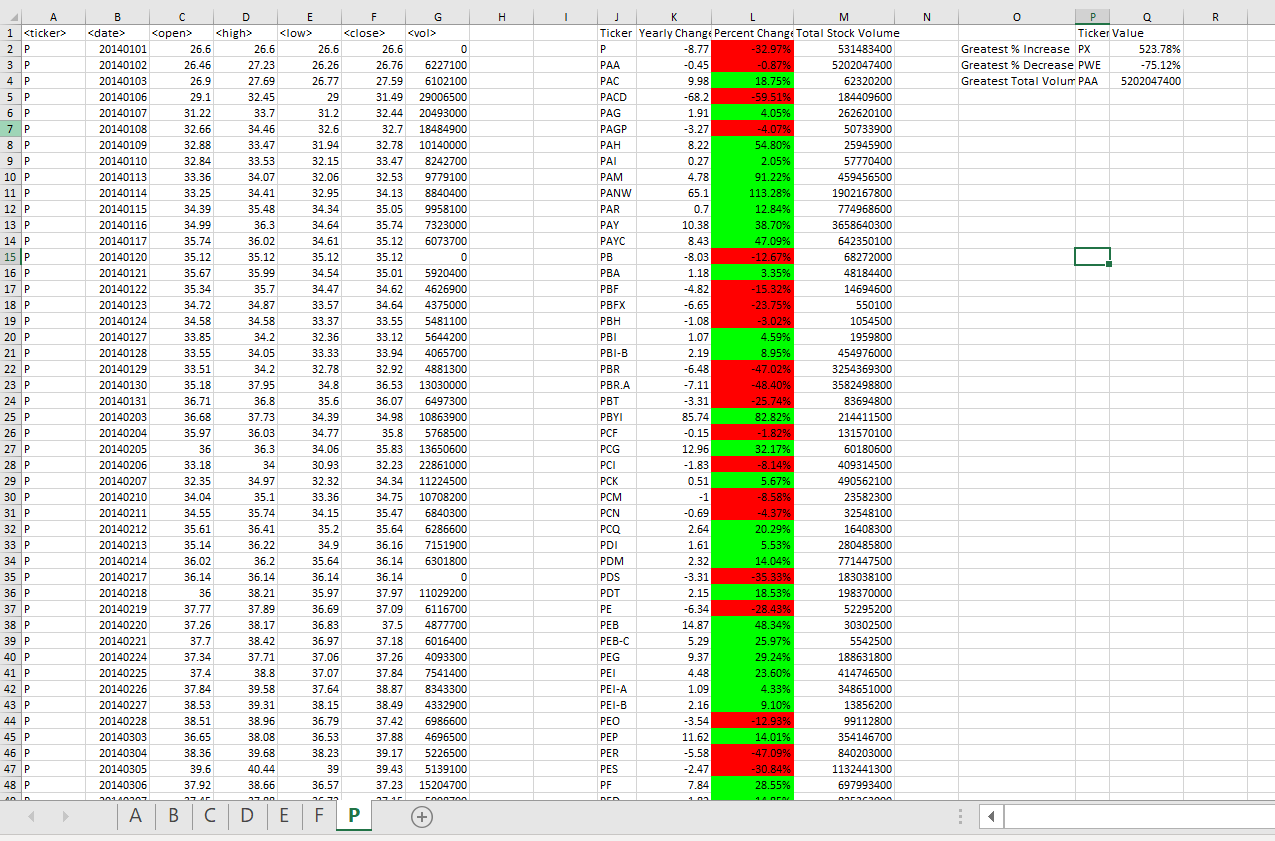 A B C D E F G H I J K L M N O P Q R
1 <ticker> <date> <open> <high> <low> <close> <vol> Ticker Yearly Change Percent Change Total Stock Volume Ticker Value
2 P 20140101 26.6 26.6 26.6 26.6 0 P -8.77 -32.97% 531483400 Greatest % Increase PX 523.78%
3 P 20140102 26.46 27.23 26.26 26.76 6227100 PAA -0.45 -0.87% 5202047400 Greatest % Decrease PWE -75.12%
4 P 20140103 26.9 27.69 26.77 27.59 6102100 PAC 9.98 18.75% 62320200 Greatest Total Volum PAA 5202047400
5 P 20140106 29.1 32.45 29 31.49 29006500 PACD -68.2 -59.51% 184409600
6 P 20140107 31.22 33.7 31.2 32.44 20493000 PAG 1.91 4.05% 262620100
7 P 20140108 32.66 34.46 32.6 32.7 18484900 PAGP -3.27 -4.07% 50733900
8 P 20140109 32.88 33.47 31.94 32.78 10140000 PAH 8.22 54.80% 25945900
9 P 20140110 32.84 33.53 32.15 33.47 8242700 PAI 0.27 2.05% 57770400
10 P 20140113 33.36 34.07 32.06 32.53 9779100 PAM 4.78 91.22% 459456500
11 P 20140114 33.25 34.41 32.95 34.13 8840400 PANW 65.1 113.28% 1902167800
12 P 20140115 34.39 35.48 34.34 35.05 9958100 PAR 0.7 12.84% 774968600
13 P 20140116 34.99 36.3 34.64 35.74 7323000 PAY 10.38 38.70% 3658640300
14 P 20140117 35.74 36.02 34.61 35.12 6073700 PAYC 8.43 47.09% 642350100
15 P 20140120 35.12 35.12 35.12 35.12 0 PB -8.03 -12.67% 68272000
16 P 20140121 35.67 35.99 34.54 35.01 5920400 PBA 1.18 3.35% 48184400
17 P 20140122 35.34 35.7 34.47 34.62 4626900 PBF -4.82 -15.32% 14694600
18 P 20140123 34.72 34.87 33.57 34.64 4375000 PBFX -6.65 -23.75% 550100
19 P 20140124 34.58 34.58 33.37 33.55 5481100 PBH -1.08 -3.02% 1054500
20 P 20140127 33.85 34.2 32.36 33.12 5644200 PBI 1.07 4.59% 1959800
21 P 20140128 33.55 34.05 33.33 33.94 4065700 PBI-B 2.19 8.95% 454976000
22 P 20140129 33.51 34.2 32.78 32.92 4881300 PBR -6.48 -47.02% 3254369300
23 P 20140130 35.18 37.95 34.8 36.53 13030000 PBR.A -7.11 -48.40% 3582498800
24 P 20140131 36.71 36.8 35.6 36.07 6497300 PBT -3.31 -25.74% 83694800
25 P 20140203 36.68 37.73 34.39 34.98 10863900 PBYI 85.74 82.82% 214411500
26 P 20140204 35.97 36.03 34.77 35.8 5768500 PCF -0.15 -1.82% 131570100
27 P 20140205 36 36.3 34.06 35.83 13650600 PCG 12.96 32.17% 60180600
28 P 20140206 33.18 34 30.93 32.23 22861000 PCI -1.83 -8.14% 409314500
29 P 20140207 32.35 34.97 32.32 34.34 11224500 PCK 0.51 5.67% 490562100
30 P 20140210 34.04 35.1 33.36 34.75 10708200 PCM -1 -8.58% 23582300
31 P 20140211 34.55 35.74 34.15 35.47 6840300 PCN -0.69 -4.37% 32548100
32 P 20140212 35.61 36.41 35.2 35.64 6286600 PCQ 2.64 20.29% 16408300
33 P 20140213 35.14 36.22 34.9 36.16 7151900 PDI 1.61 5.53% 280485800
34 P 20140214 36.02 36.2 35.64 36.14 6301800 PDM 2.32 14.04% 771447500
35 P 20140217 36.14 36.14 36.14 36.14 0 PDS -3.31 -35.33% 183038100
36 P 20140218 36 38.21 35.97 37.97 11029200 PDT 2.15 18.53% 198370000
37 P 20140219 37.77 37.89 36.69 37.09 6116700 PE -6.34 -28.43% 52295200
38 P 20140220 37.26 38.17 36.83 37.5 4877700 PEB 14.87 48.34% 30302500
39 P 20140221 37.7 38.42 36.97 37.18 6016400 PEB-C 5.29 25.97% 5542500
40 P 20140224 37.34 37.71 37.06 37.26 4093300 PEG 9.37 29.24% 188631800
41 P 20140225 37.4 38.8 37.07 37.84 7541400 PEI 4.48 23.60% 414746500
42 P 20140226 37.84 39.58 37.64 38.87 8343300 PEI-A 1.09 4.33% 348651000
43 P 20140227 38.53 39.31 38.15 38.49 4332900 PEI-B 2.16 9.10% 13856200
44 P 20140228 38.51 38.96 36.79 37.42 6986600 PEO -3.54 -12.93% 99112800
45 P 20140303 36.65 38.08 36.53 37.88 4696500 PEP 11.62 14.01% 354146700
46 P 20140304 38.36 39.68 38.23 39.17 5226500 PER -5.58 -47.09% 840203000
47 P 20140305 39.6 40.44 39 39.43 5139100 PES -2.47 -30.84% 1132441300
48 P 20140306 37.92 38.66 36.57 37.23 15204700 PF 7.84 28.55% 697993400
A B C D E F P